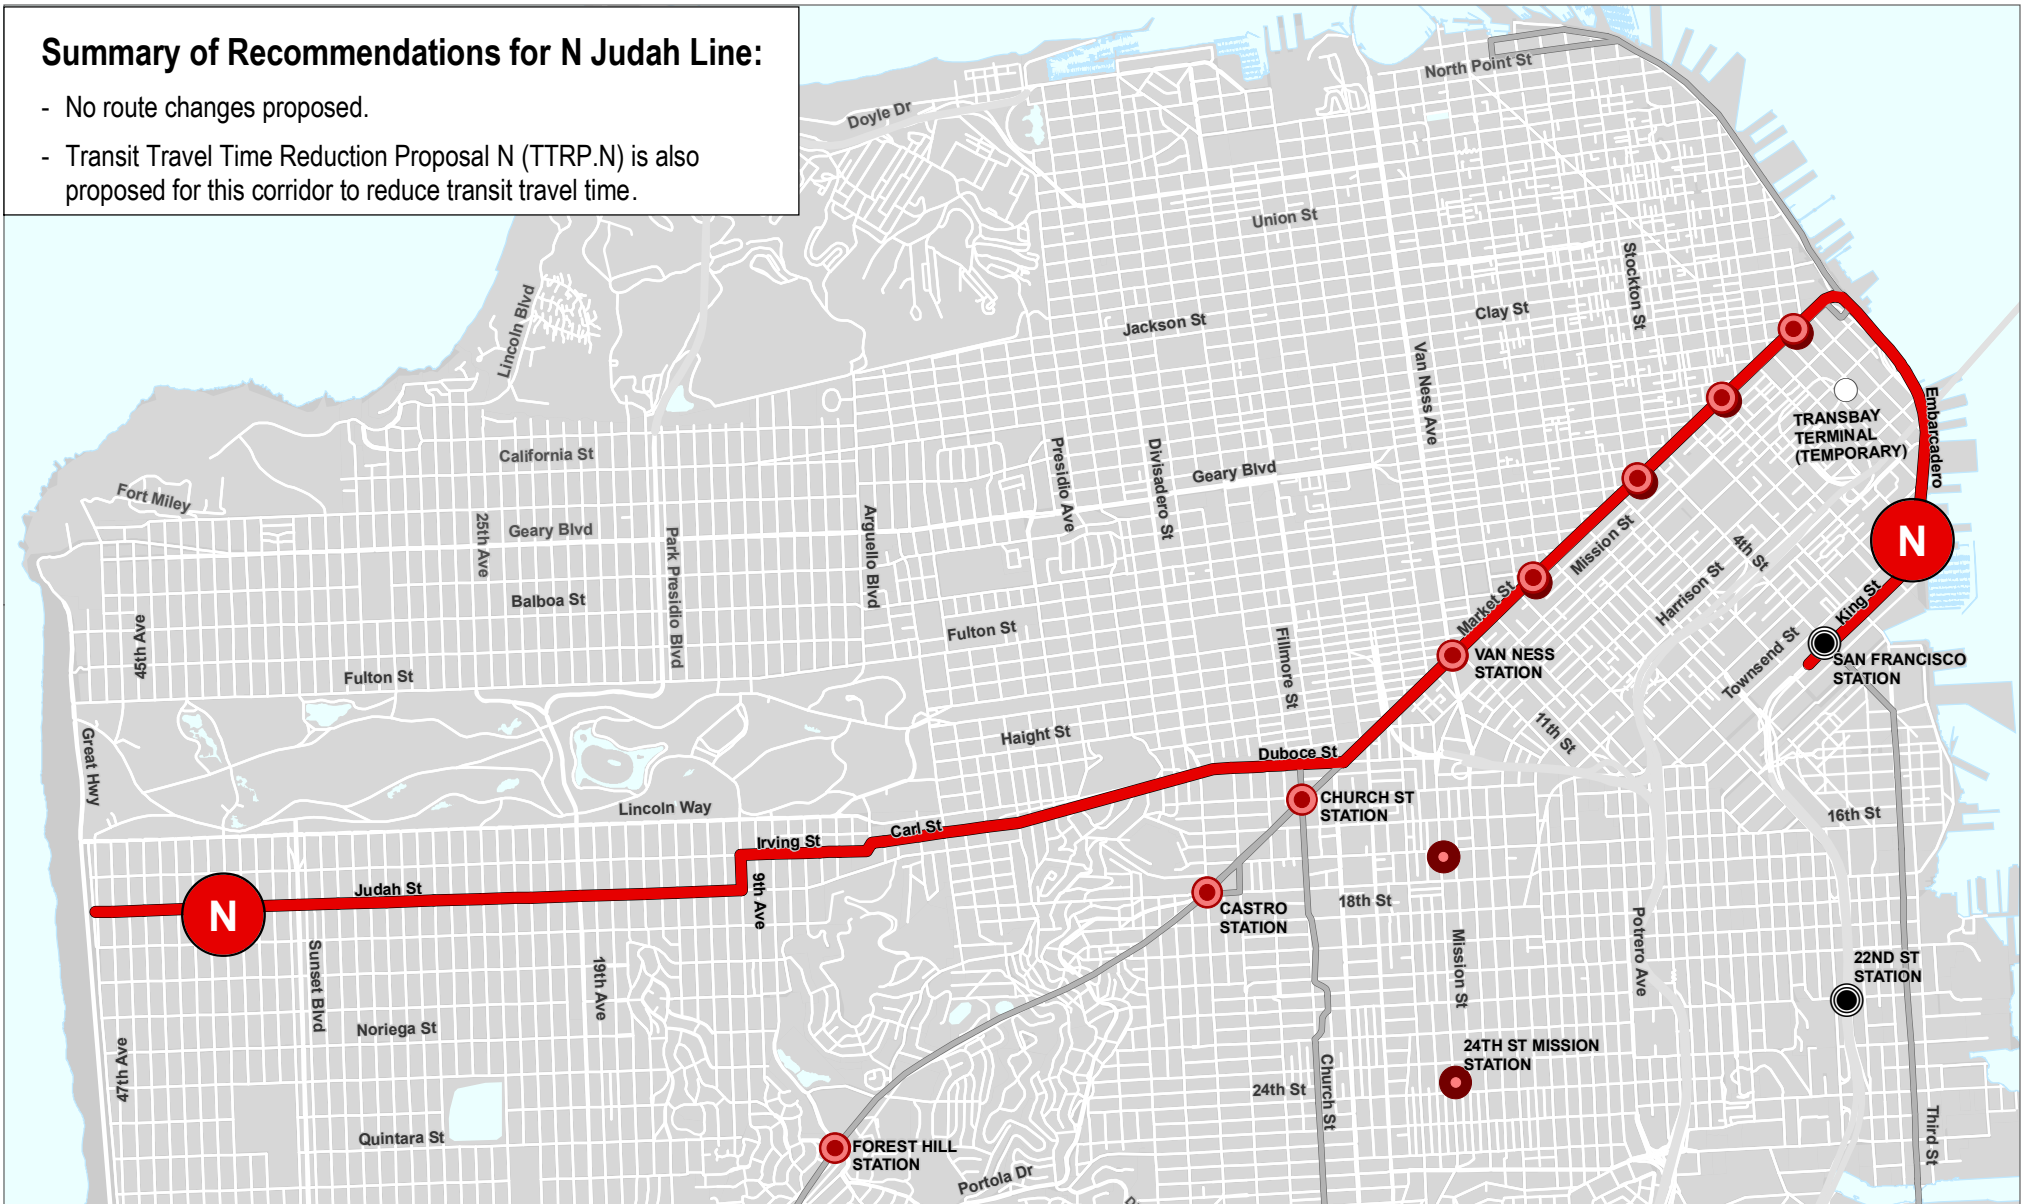 Summary of Recommendations for N Judah Line:
- No route changes proposed.
- Transit Travel Time Reduction Proposal N (TTRP.N) is also
proposed for this corridor to reduce transit travel time.
North Point St
Doyle Dr
Union St
Stockton St
Lincoln Blvd
Clay St
Jackson St
Van Ness Ave
Embarcadero
TRANSBAY
TERMINAL
(TEMPORARY)
California St
Presidio Ave
Divisadero St
Geary Blvd
Fort Miley
25th Ave
Geary Blvd
Park Presidio Blvd
Arguello Blvd
Mission St
4th St
N
Harrison St
Balboa St
Market St
King St
45th Ave
Fulton St
Fillmore St
Townsend St
VAN NESS
STATION
SAN FRANCISCO
STATION
Fulton St
Great Hwy
Haight St
11th St
Duboce St
Lincoln Way
CHURCH ST
STATION
16th St
Carl St
Irving St
Judah St
9th Ave
N
18th St
CASTRO
STATION
Sunset Blvd
19th Ave
Mission St
Potrero Ave
22ND ST
STATION
Noriega St
47th Ave
24TH ST MISSION
STATION
24th St
Church St
Third St
Quintara St
FOREST HILL
STATION
Portola Dr